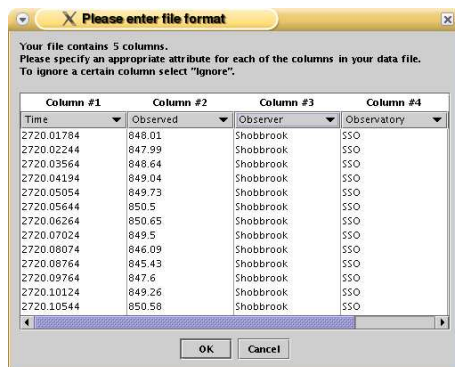 Please enter file format
Your file contains 5 columns.
Please specify an appropriate attribute for each of the columns in your data file.
To ignore a certain column select "Ignore".
Column #1 Column #2 Column #3 Column #4
Time Observed Observer Observatory
2720.01784 848.01 Shobbrook SSO
2720.02244 847.99 Shobbrook SSO
2720.03564 848.64 Shobbrook SSO
2720.04194 849.04 Shobbrook SSO
2720.05054 849.73 Shobbrook SSO
2720.05644 850.5 Shobbrook SSO
2720.06264 850.65 Shobbrook SSO
2720.07024 849.5 Shobbrook SSO
2720.08074 846.09 Shobbrook SSO
2720.08764 845.43 Shobbrook SSO
2720.09764 847.6 Shobbrook SSO
2720.10124 849.26 Shobbrook SSO
2720.10544 850.58 Shobbrook SSO
OK Cancel